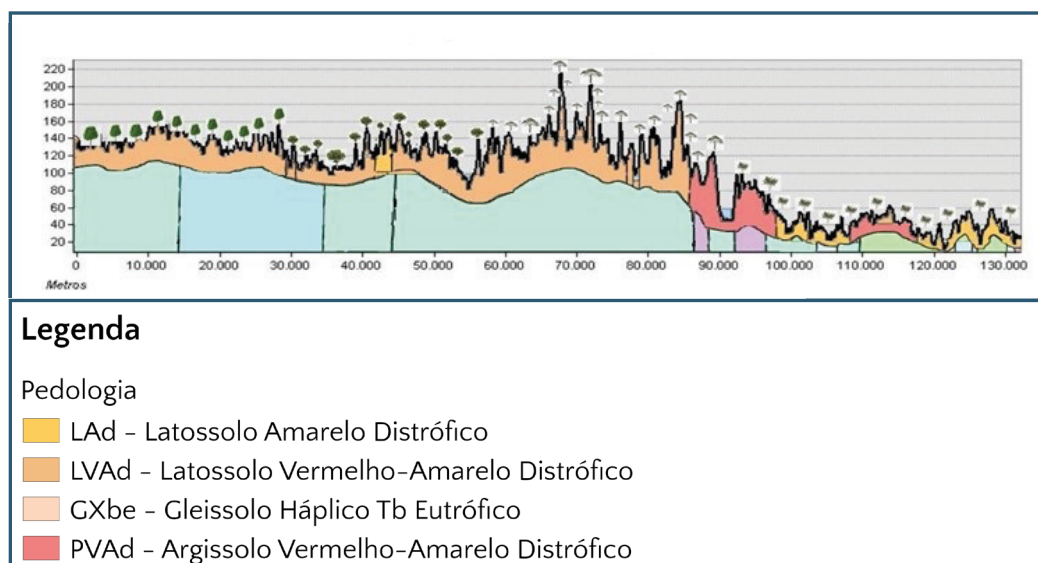 220
200
180
160
140
120
100
80
60
40
20
0 10.000 20.000 30.000 40.000 50.000 60.000 70.000 80.000 90.000 100.000 110.000 120.000 130.000
Metros
Legenda
Pedologia
LAd - Latossolo Amarelo Distrófico
LVAd - Latossolo Vermelho-Amarelo Distrófico
GXbe - Gleissolo Háplico Tb Eutrófico
PVAd - Argissolo Vermelho-Amarelo Distrófico